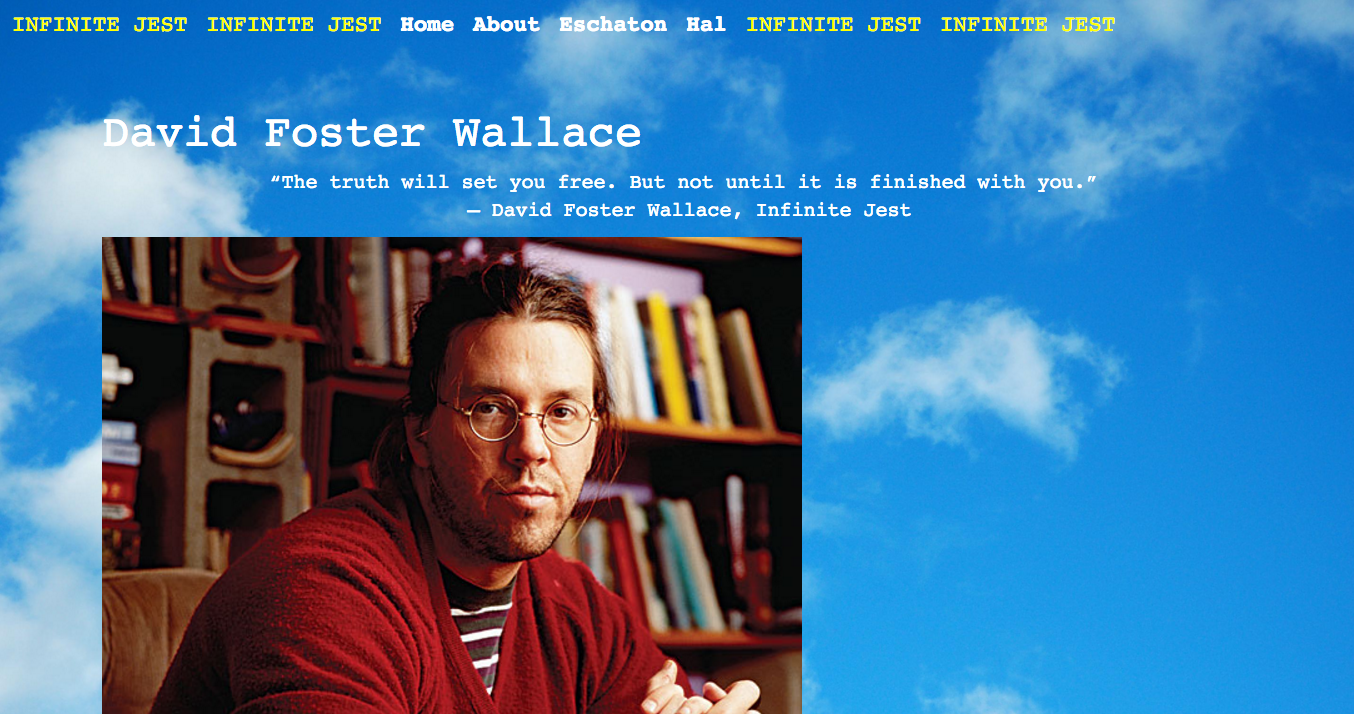 INFINITE JEST INFINITE JEST Home About Eschaton Hal INFINITE JEST INFINITE JEST
David Foster Wallace
“The truth will set you free. But not until it is finished with you.”
― David Foster Wallace, Infinite Jest